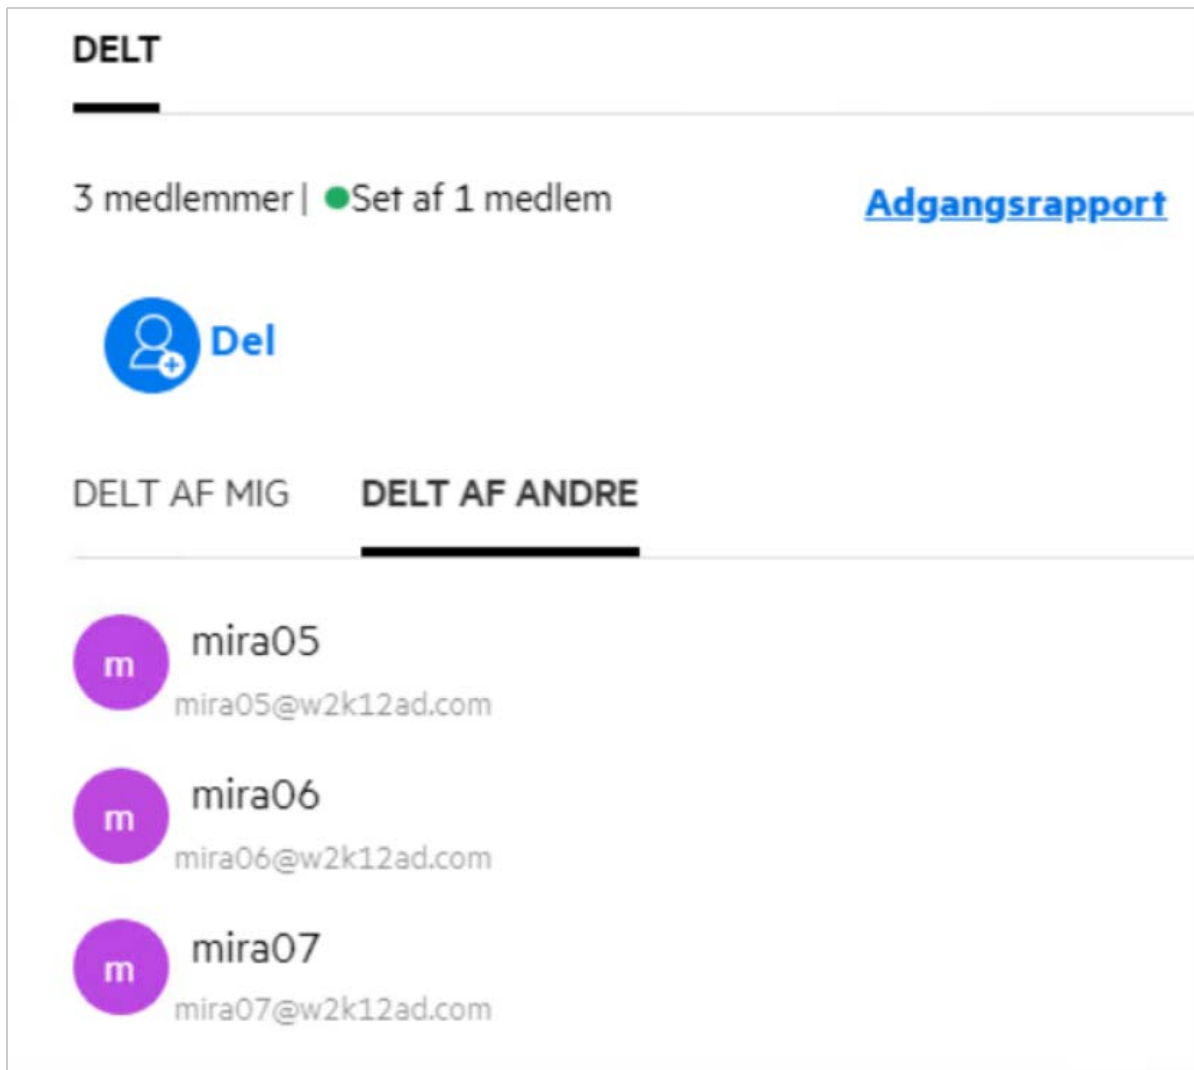 DELT
3 medlemmer | Set af 1 medlem Adgangsrapport
Del
DELT AF MIG DELT AF ANDRE
m mira05
mira05@w2k12ad.com
m mira06
mira06@w2k12ad.com
m mira07
mira07@w2k12ad.com